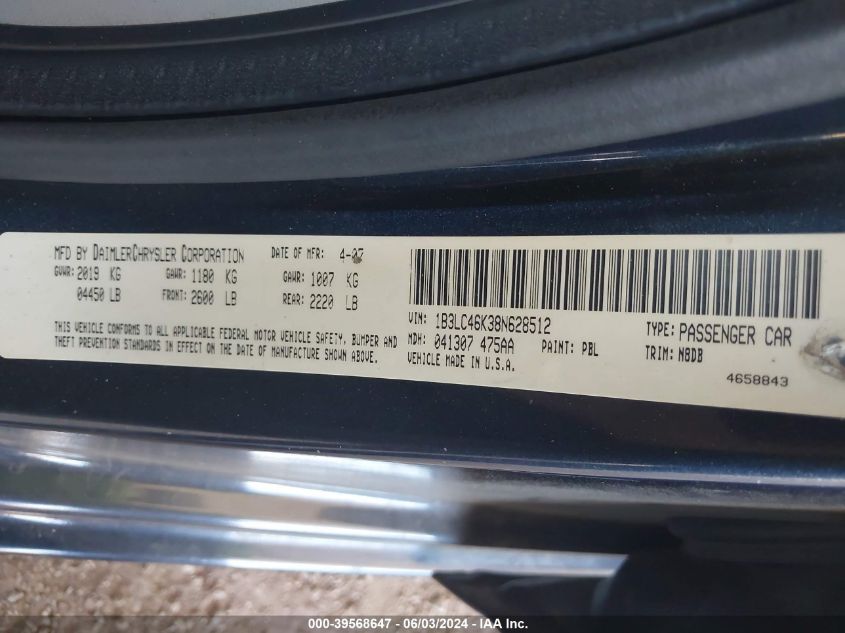 MFD BY DAIMLERCHRYSLER CORPORATION DATE OF MFR: 4-07
GVWR: 2019 KG GAWR: 1180 KG GAWR: 1007 KG
04450 LB FRONT: 2600 LB REAR: 2220 LB
THIS VEHICLE CONFORMS TO ALL APPLICABLE FEDERAL MOTOR VEHICLE SAFETY, BUMPER AND
THEFT PREVENTION STANDARDS IN EFFECT ON THE DATE OF MANUFACTURE SHOWN ABOVE.
VIN: 1B3LC46K38N628512 TYPE: PASSENGER CAR
MDH: 041307 475AA PAINT: PBL TRIM: N8DB
VEHICLE MADE IN U.S.A. 4658843
000-39568647 - 06/03/2024 - IAA Inc.